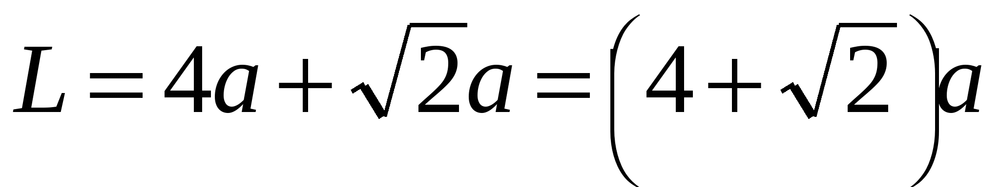 L = 4a + √2a = (4 + √2)a